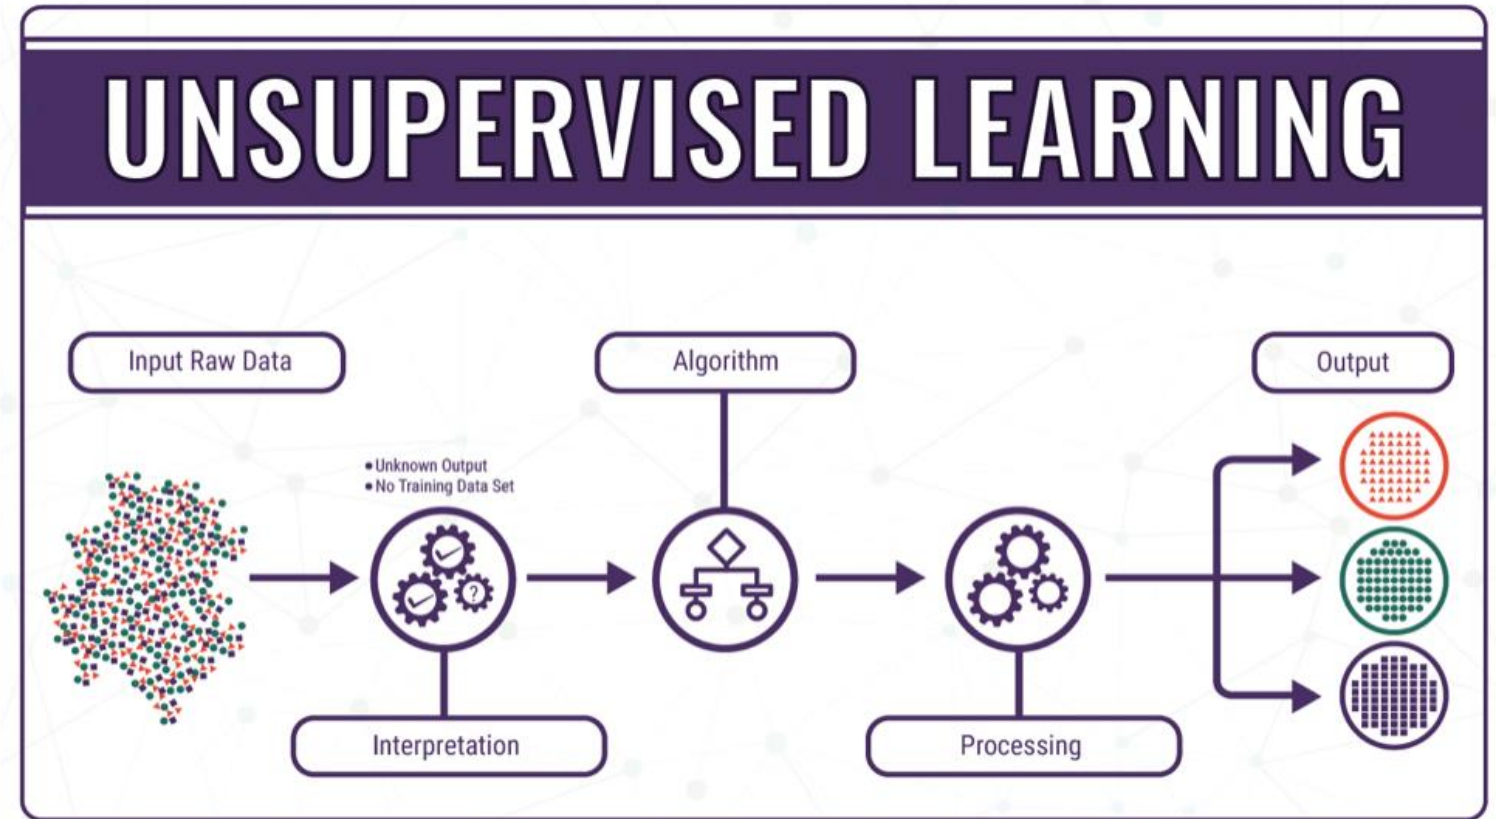 UNSUPERVISED LEARNING
Input Raw Data
Algorithm
Output
• Unknown Output
• No Training Data Set
?
Interpretation
Processing